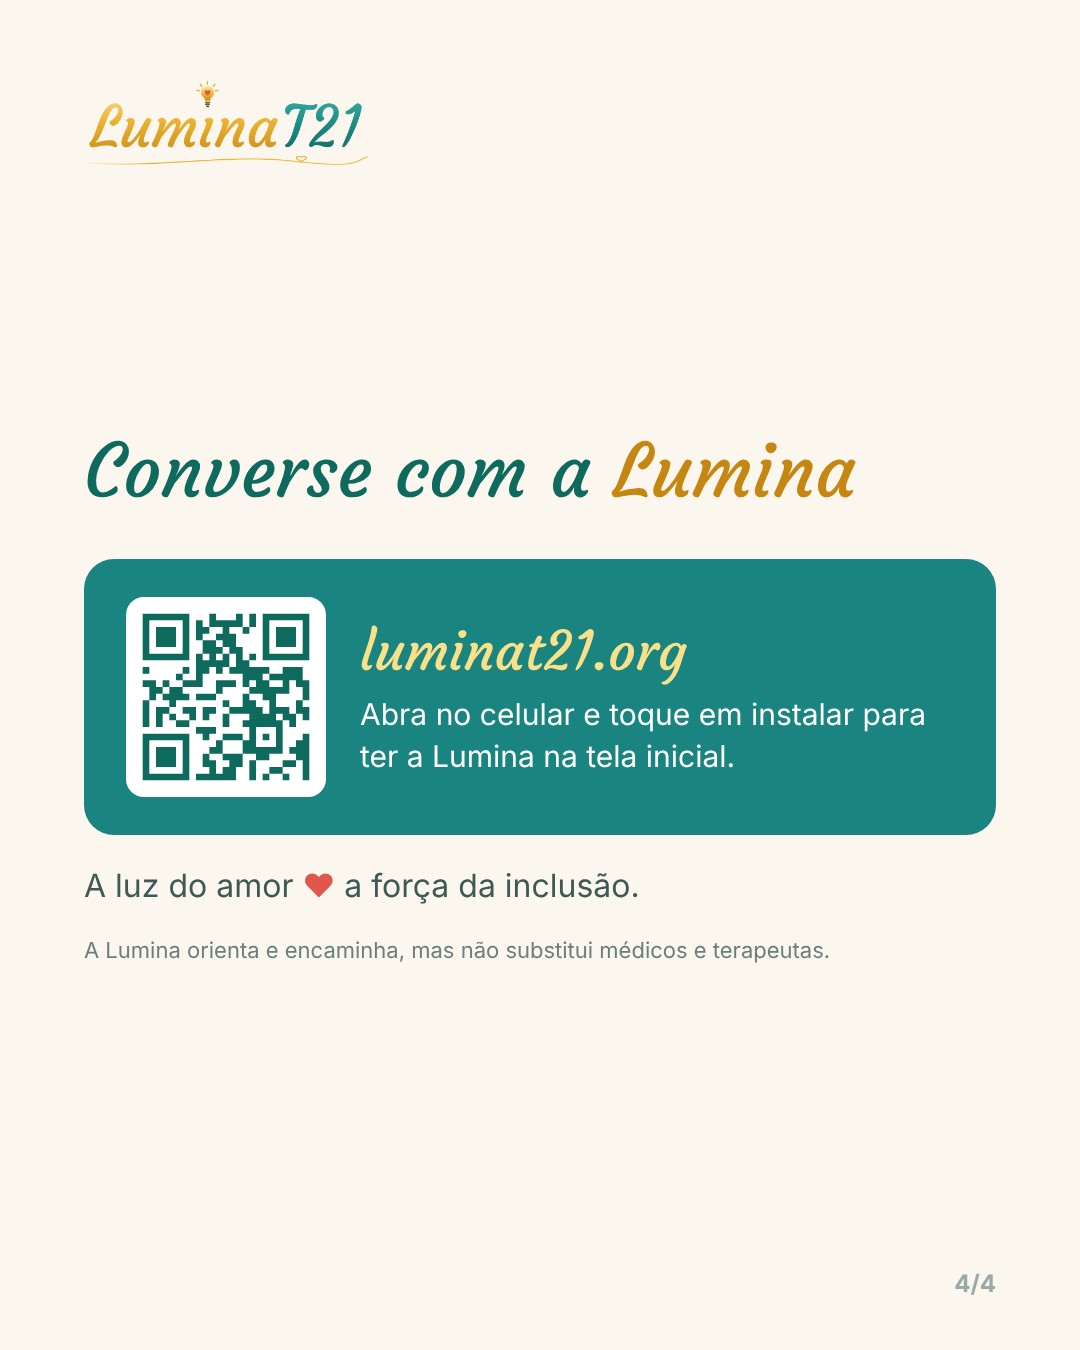 LuminaT21
Converse com a Lumina
luminat21.org
Abra no celular e toque em instalar para
ter a Lumina na tela inicial.
A luz do amor ❤ a força da inclusão.
A Lumina orienta e encaminha, mas não substitui médicos e terapeutas.
4/4